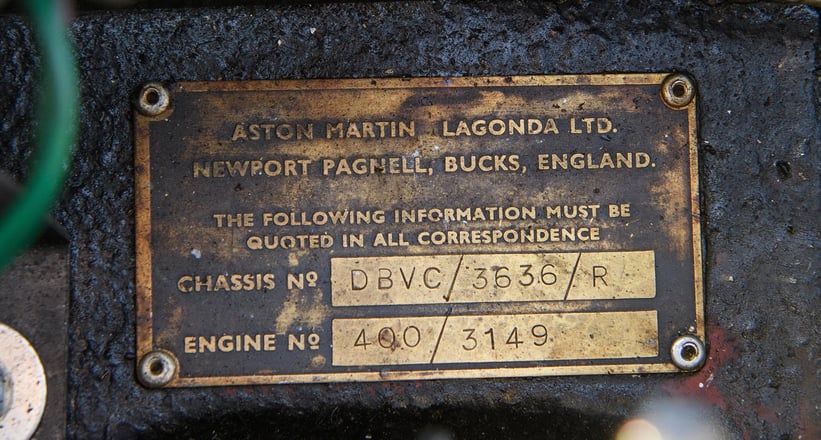 ASTON MARTIN LAGONDA LTD.
NEWPORT PAGNELL, BUCKS, ENGLAND.
THE FOLLOWING INFORMATION MUST BE
QUOTED IN ALL CORRESPONDENCE
CHASSIS Nº DBVC/3636/R
ENGINE Nº 400/3149